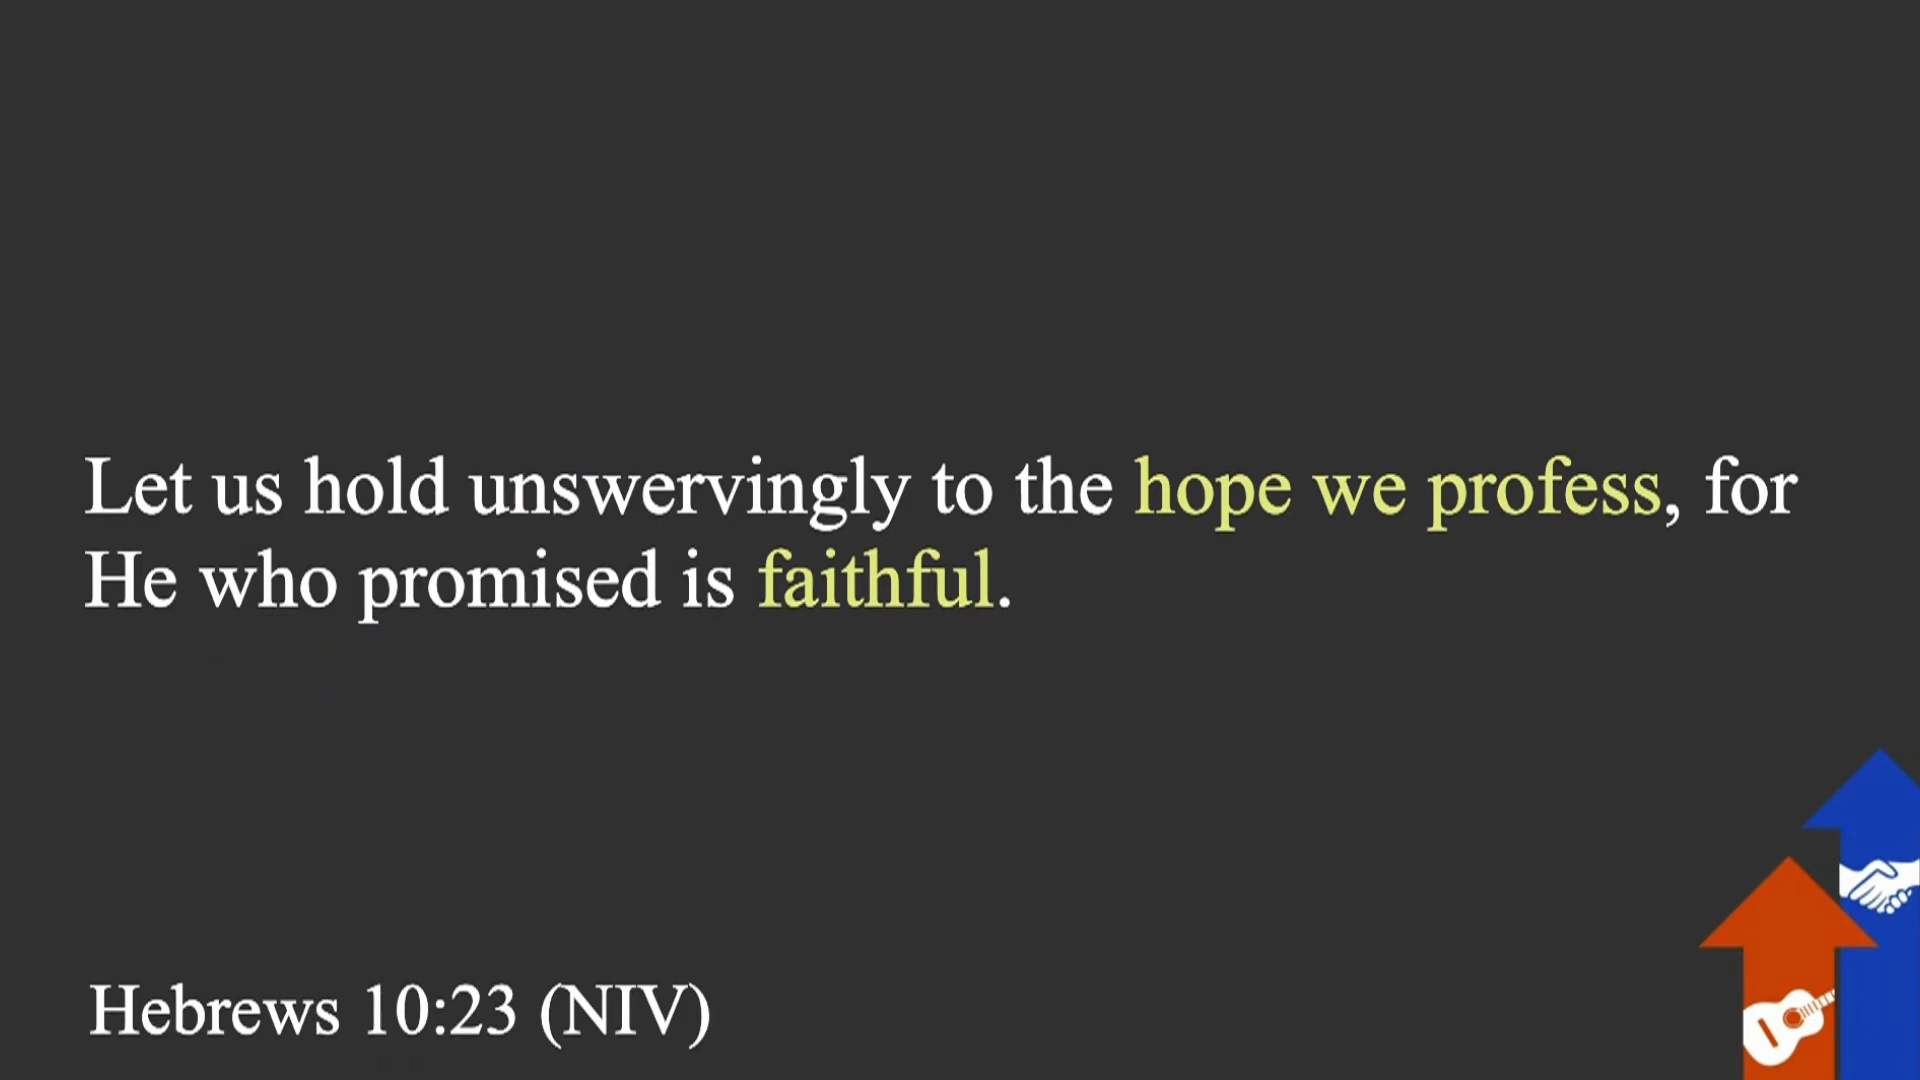 Let us hold unswervingly to the hope we profess, for
He who promised is faithful.
Hebrews 10:23 (NIV)